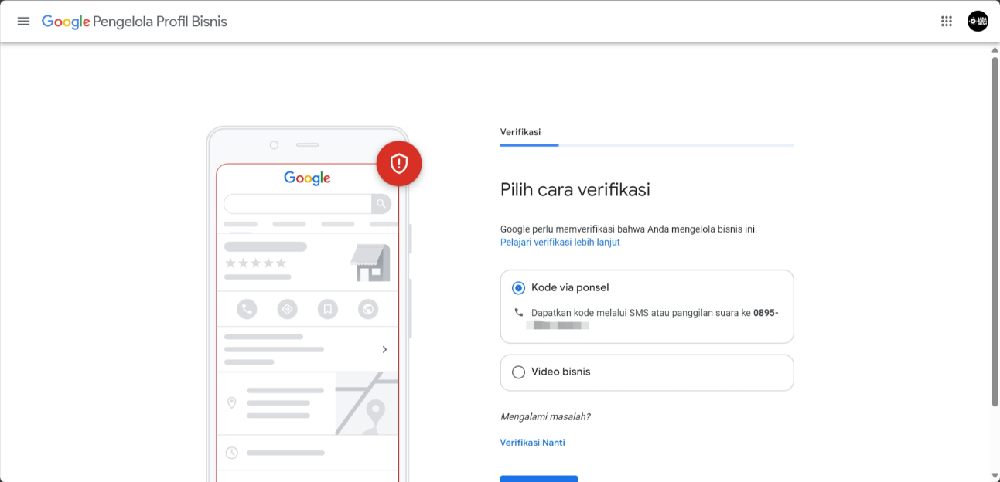 Google Pengelola Profil Bisnis
Google
Verifikasi
Pilih cara verifikasi
Google perlu memverifikasi bahwa Anda mengelola bisnis ini.
Pelajari verifikasi lebih lanjut
Kode via ponsel
Dapatkan kode melalui SMS atau panggilan suara ke 0895-
Video bisnis
Mengalami masalah?
Verifikasi Nanti